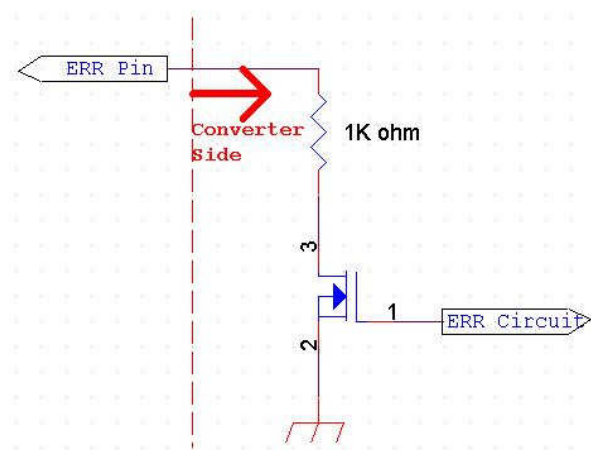 ERR Pin
Converter
Side
1K ohm
3
1
ERR Circuit
2